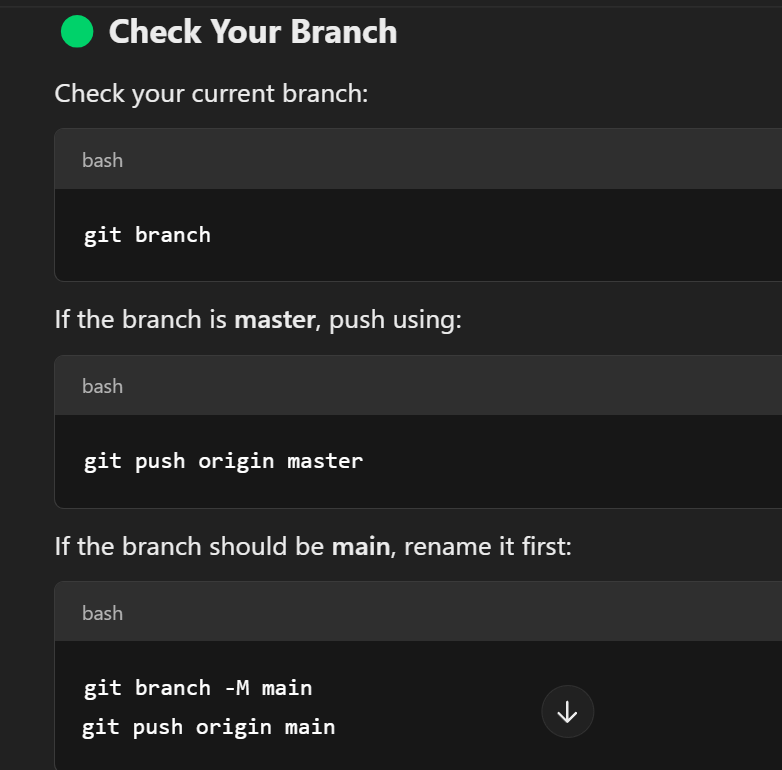 Check Your Branch
Check your current branch:
bash
git branch
If the branch is master, push using:
bash
git push origin master
If the branch should be main, rename it first:
bash
git branch -M main
git push origin main